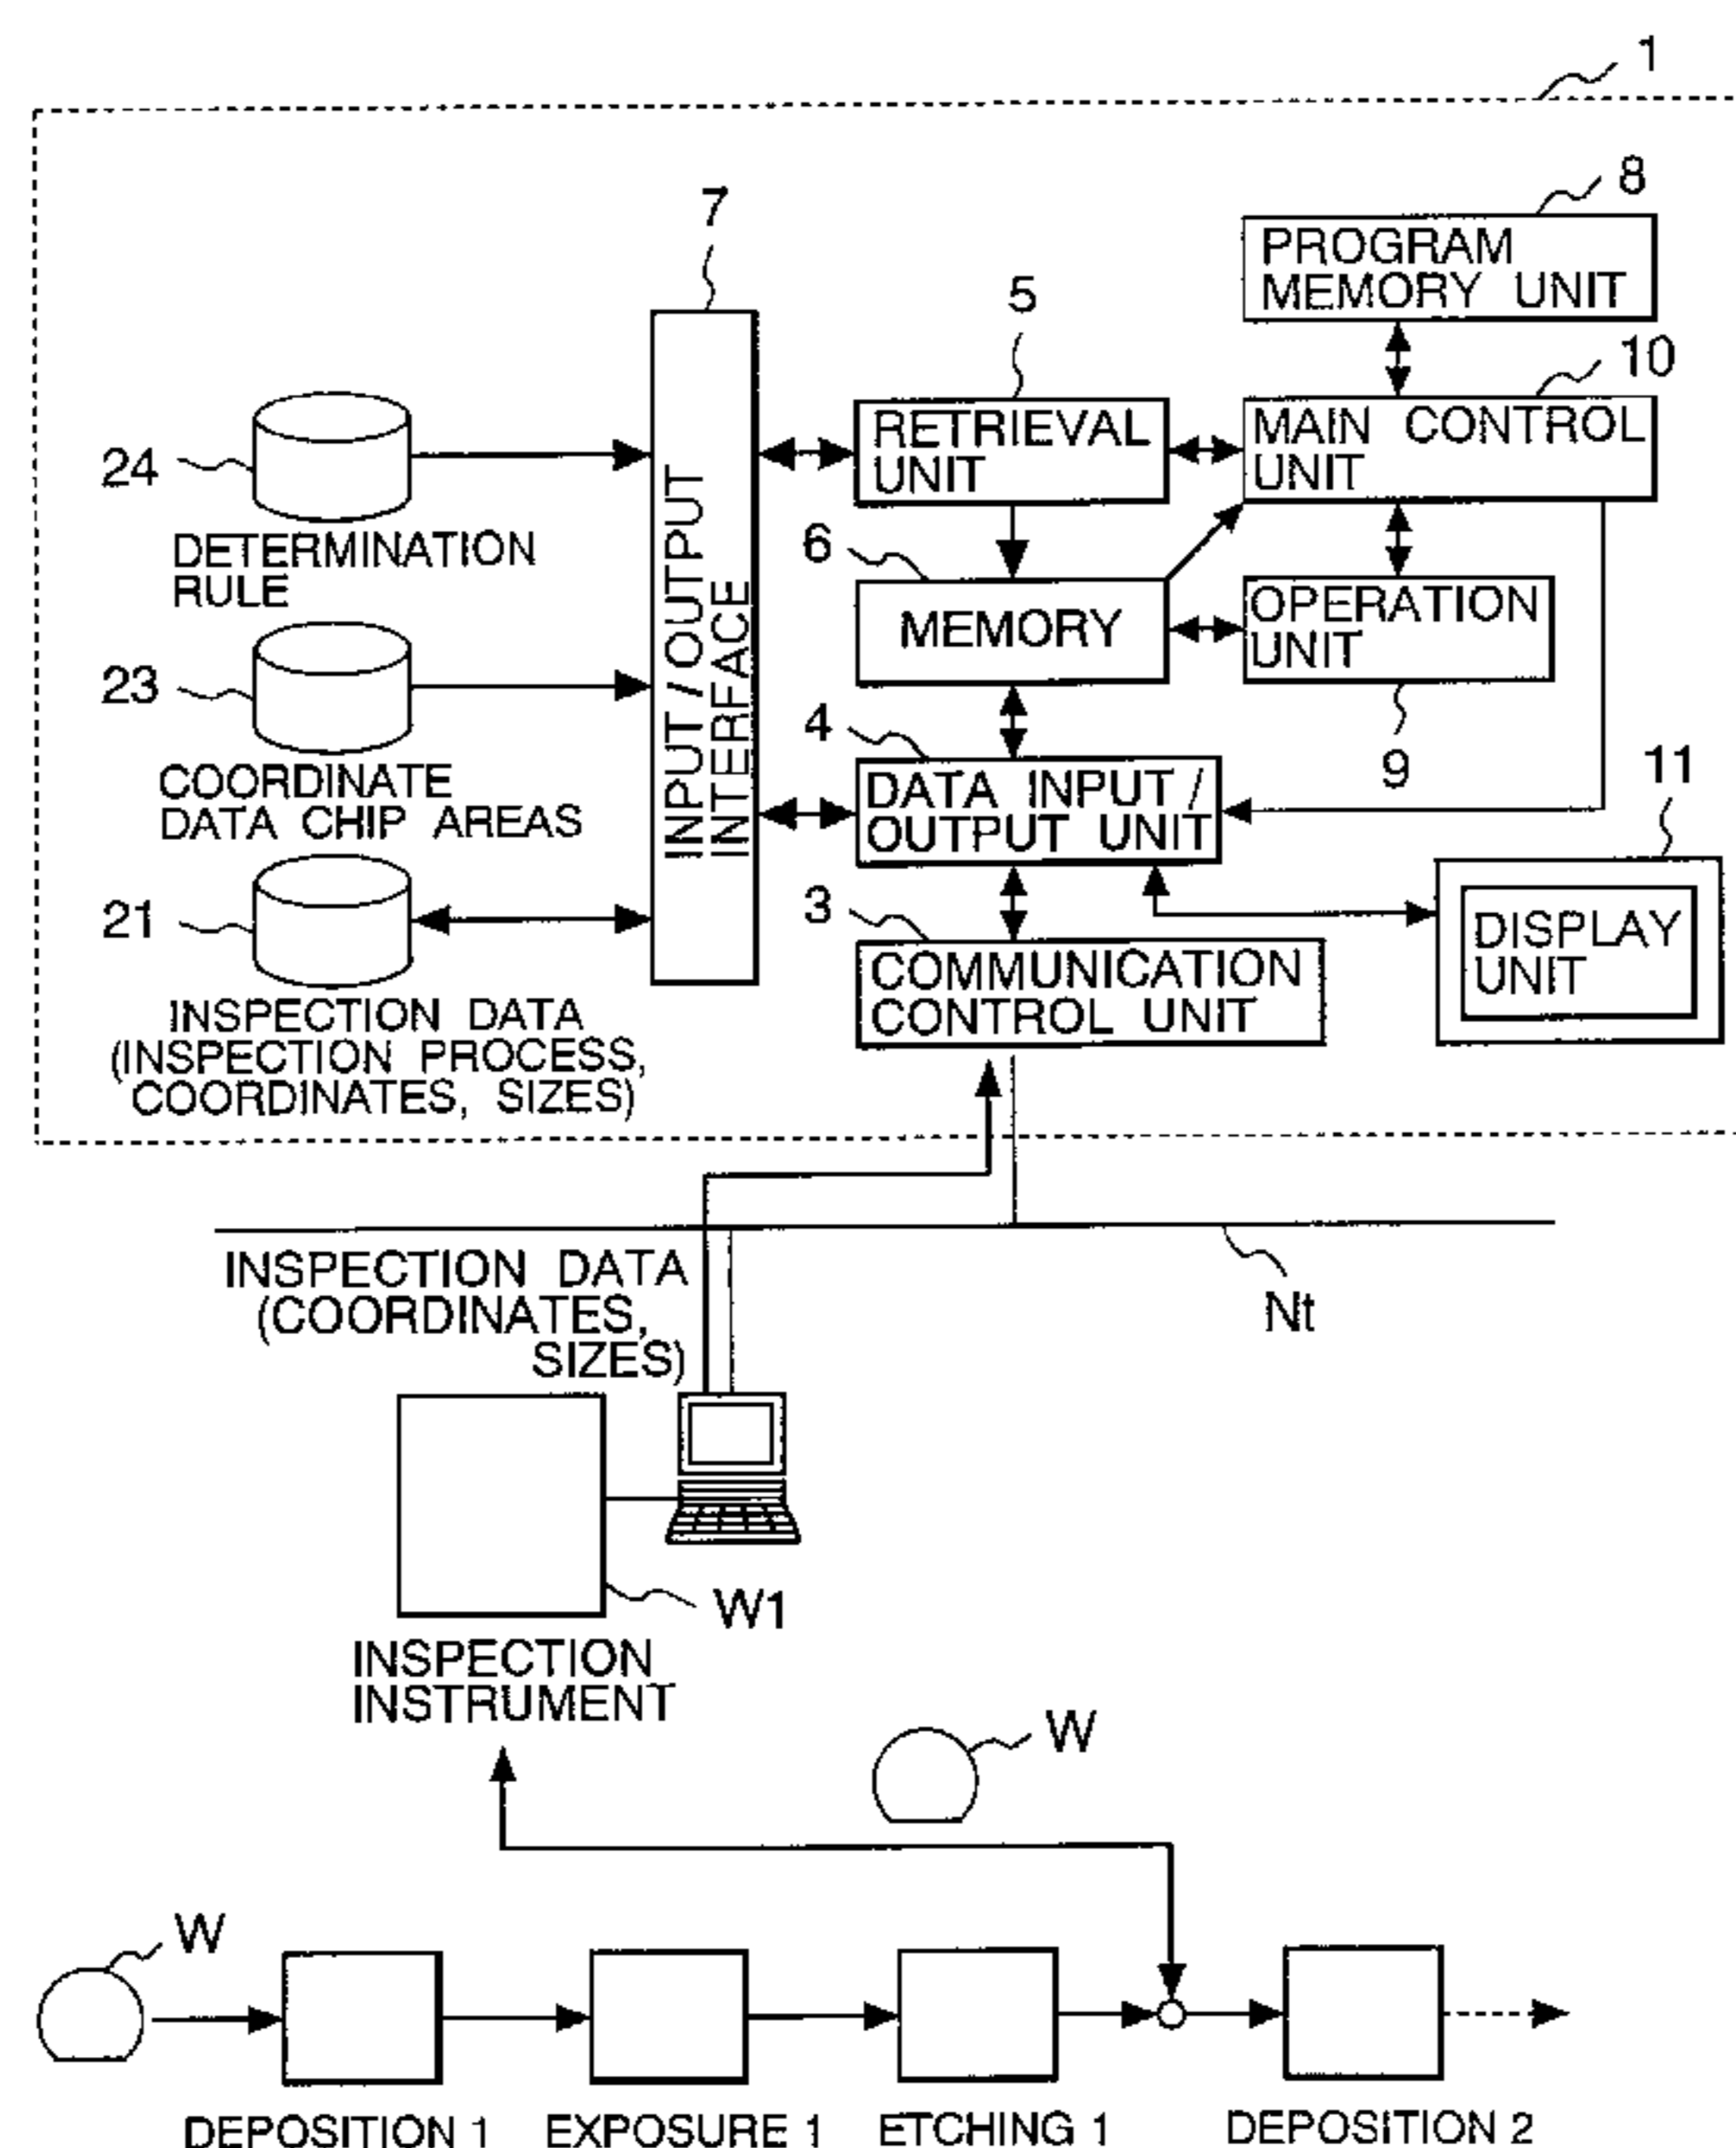 1
8
PROGRAM
MEMORY UNIT
7
5
10
RETRIEVAL
UNIT
MAIN CONTROL
UNIT
24
DETERMINATION
RULE
INPUT / OUTPUT
INTERFACE
6
MEMORY
OPERATION
UNIT
9
23
COORDINATE
DATA CHIP AREAS
4
DATA INPUT /
OUTPUT UNIT
11
DISPLAY
UNIT
21
INSPECTION DATA
(INSPECTION PROCESS,
COORDINATES, SIZES)
3
COMMUNICATION
CONTROL UNIT
INSPECTION DATA
(COORDINATES,
SIZES)
Nt
W1
INSPECTION
INSTRUMENT
W
W
DEPOSITION 1
EXPOSURE 1
ETCHING 1
DEPOSITION 2